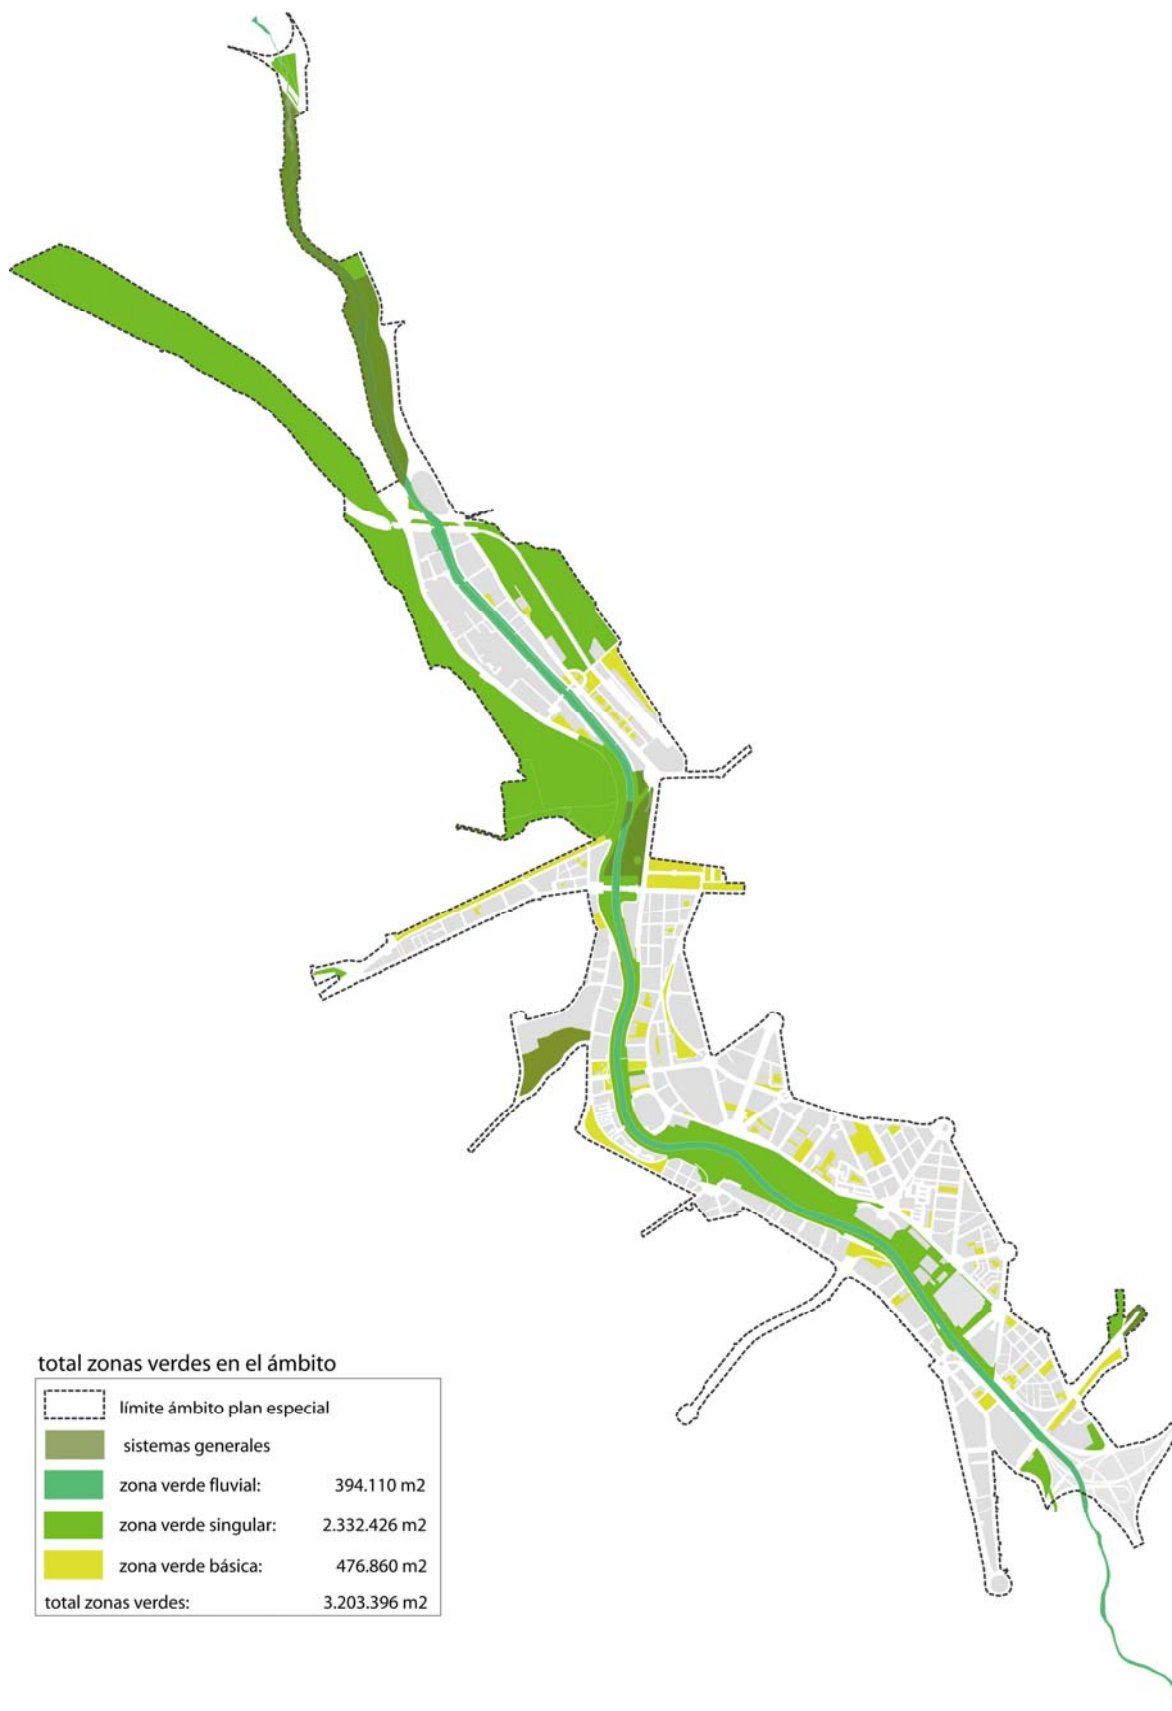 total zonas verdes en el ámbito
límite ámbito plan especial
sistemas generales
zona verde fluvial: 394.110 m2
zona verde singular: 2.332.426 m2
zona verde básica: 476.860 m2
total zonas verdes: 3.203.396 m2